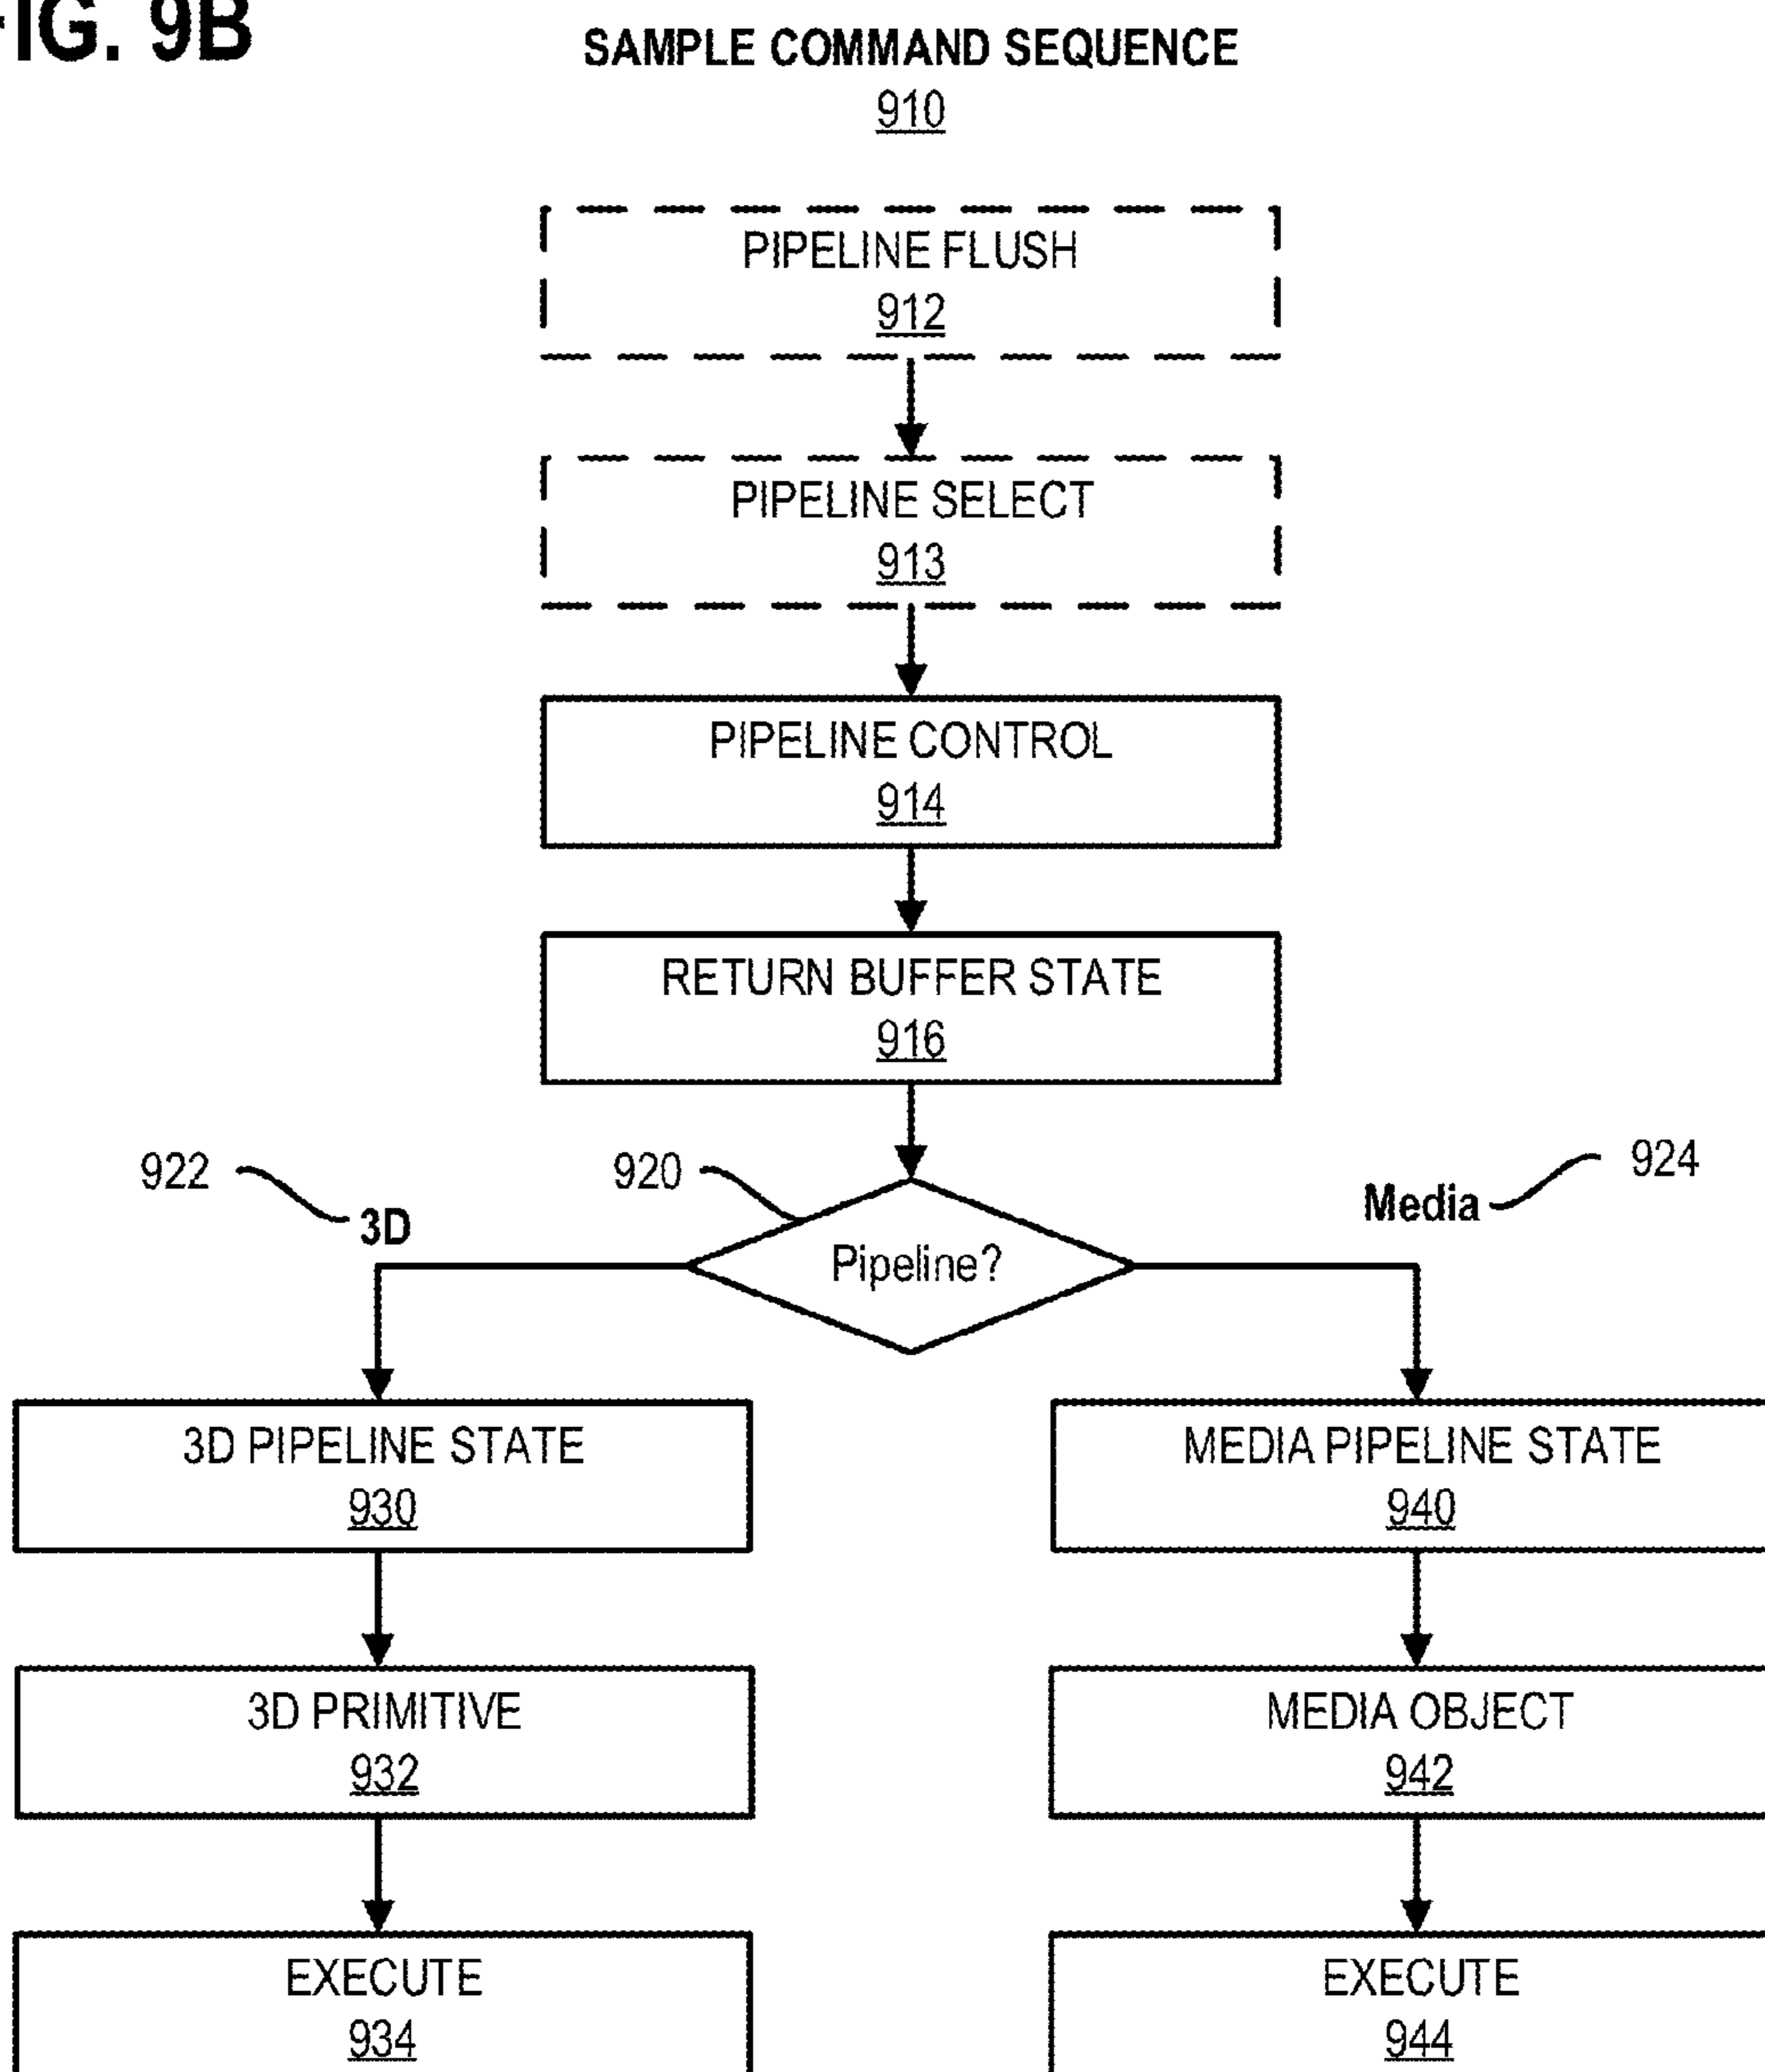 FIG. 9B
SAMPLE COMMAND SEQUENCE
910
PIPELINE FLUSH
912
PIPELINE SELECT
913
PIPELINE CONTROL
914
RETURN BUFFER STATE
916
922
920
924
3D
Media
Pipeline?
3D PIPELINE STATE
930
MEDIA PIPELINE STATE
940
3D PRIMITIVE
932
MEDIA OBJECT
942
EXECUTE
934
EXECUTE
944